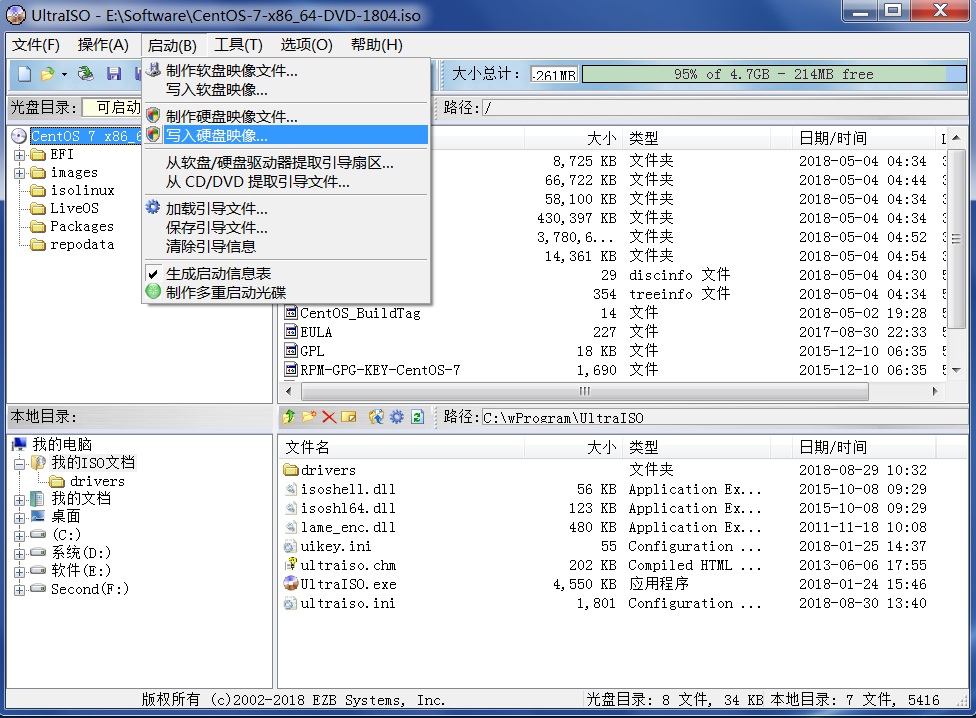 UltraISO - E:\Software\CentOS-7-x86_64-DVD-1804.iso
文件(F) 操作(A) 启动(B) 工具(T) 选项(O) 帮助(H)
制作软盘映像文件...
写入软盘映像...
制作硬盘映像文件...
写入硬盘映像...
从软盘/硬盘驱动器提取引导扇区...
从 CD/DVD 提取引导文件...
加载引导文件...
保存引导文件...
清除引导信息
生成启动信息表
制作多重启动光碟
大小总计: 261MB 95% of 4.7GB - 214MB free
光盘目录: 可启动
路径: /
CentOS 7 x86_6
EFI
images
isolinux
LiveOS
Packages
repodata
大小 类型 日期/时间
8,725 KB 文件夹 2018-05-04 04:34
66,722 KB 文件夹 2018-05-04 04:44
58,100 KB 文件夹 2018-05-04 04:34
430,397 KB 文件夹 2018-05-04 04:34
3,780,6... 文件夹 2018-05-04 04:52
14,361 KB 文件夹 2018-05-04 04:54
29 discinfo 文件 2018-05-04 04:30
354 treeinfo 文件 2018-05-04 04:34
CentOS_BuildTag 14 文件 2018-05-02 19:28
EULA 227 文件 2017-08-30 22:33
GPL 18 KB 文件 2015-12-10 06:35
RPM-GPG-KEY-CentOS-7 1,690 文件 2015-12-10 06:35
本地目录:
路径: C:\wProgram\UltraISO
我的电脑
我的ISO文档
drivers
我的文档
桌面
(C:)
系统(D:)
软件(E:)
Second(F:)
文件名 大小 类型 日期/时间
drivers 文件夹 2018-08-29 10:32
isoshell.dll 56 KB Application Ex... 2015-10-08 09:29
isoshl64.dll 123 KB Application Ex... 2015-10-08 09:29
lame_enc.dll 480 KB Application Ex... 2011-11-18 10:08
uikey.ini 55 Configuration ... 2018-01-25 14:37
ultraiso.chm 202 KB Compiled HTML ... 2013-06-06 17:55
UltraISO.exe 4,550 KB 应用程序 2018-01-24 15:46
ultraiso.ini 1,801 Configuration ... 2018-08-30 13:40
版权所有 (c)2002-2018 EZB Systems, Inc.
光盘目录: 8 文件, 34 KB
本地目录: 7 文件, 5416